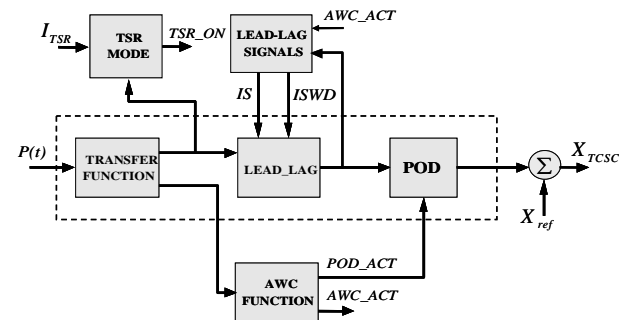 I_TSR
TSR MODE
TSR_ON
LEAD-LAG SIGNALS
AWC_ACT
IS
ISWD
P(t)
TRANSFER FUNCTION
LEAD_LAG
POD
Σ
X_TCSC
X_ref
POD_ACT
AWC FUNCTION
AWC_ACT